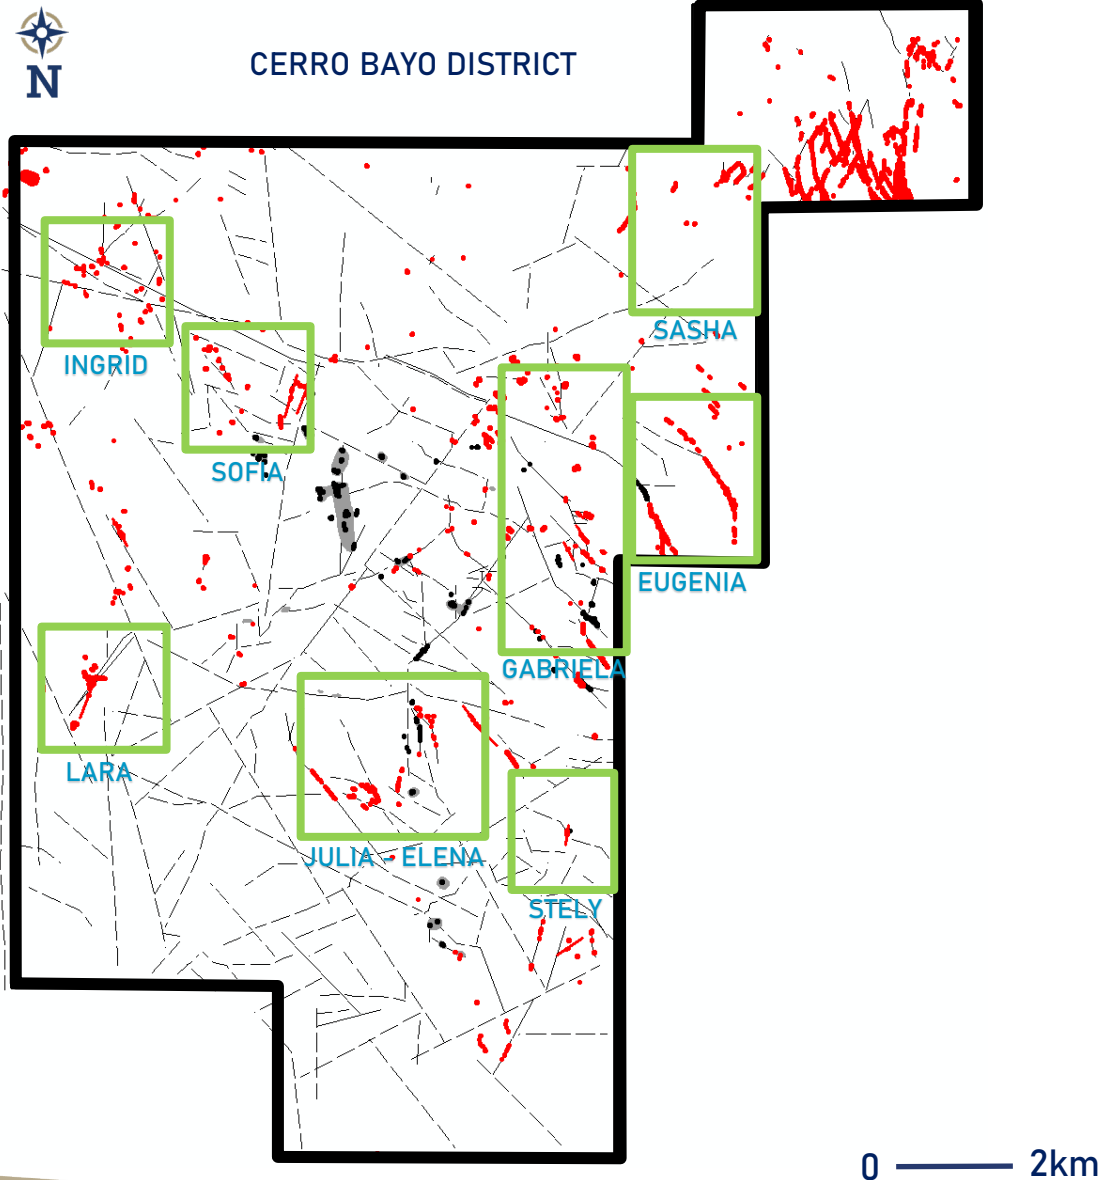 CERRO BAYO DISTRICT
N
SASHA
INGRID
SOFIA
EUGENIA
GABRIELA
LARA
JULIA - ELENA
STELY
0 2km